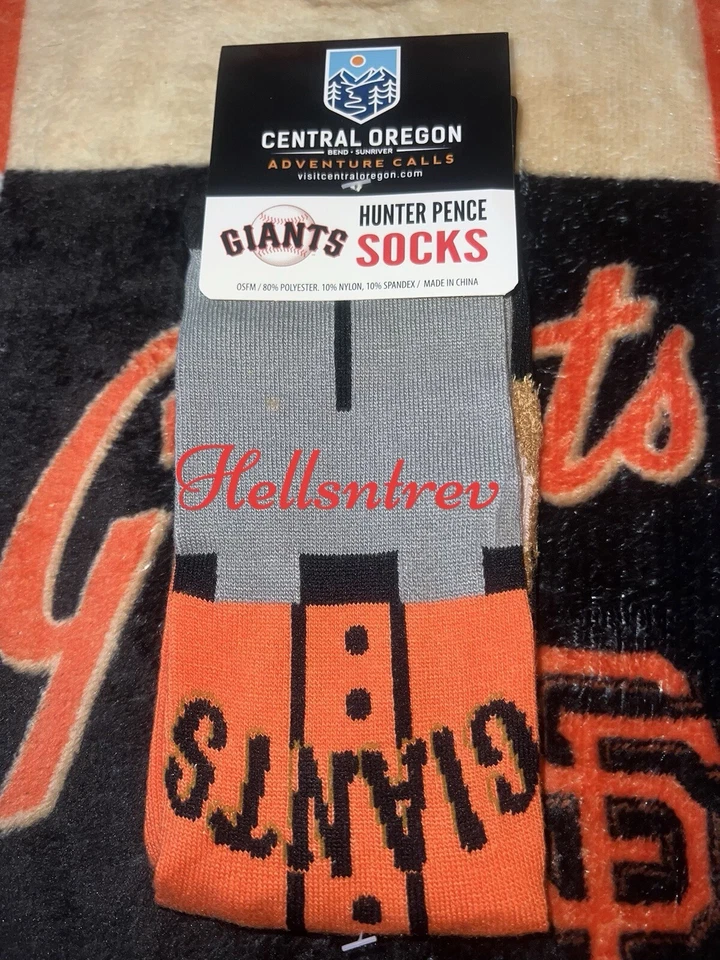 CENTRAL OREGON
BEND • SUNRIVER
ADVENTURE CALLS
visitcentraloregon.com
GIANTS
HUNTER PENCE
SOCKS
OSFM / 80% POLYESTER. 10% NYLON, 10% SPANDEX / MADE IN CHINA
Giants
Hellsntrev
GIANTS
SF